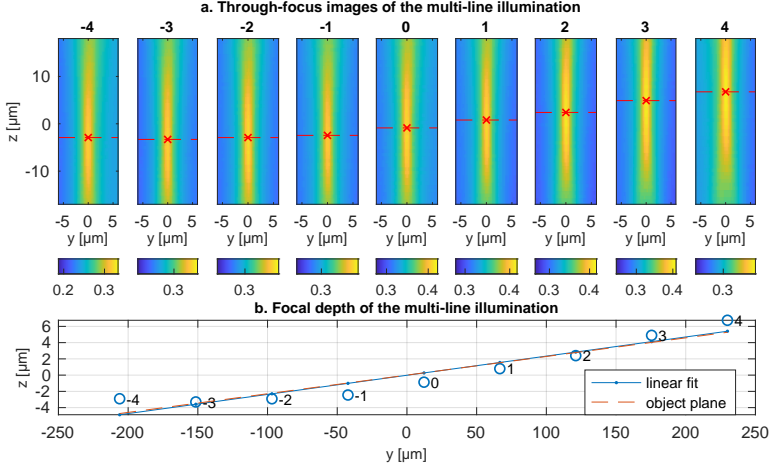 a. Through-focus images of the multi-line illumination
-4 -3 -2 -1 0 1 2 3 4
z [µm]
10
0
-10
-5 0 5 -5 0 5 -5 0 5 -5 0 5 -5 0 5 -5 0 5 -5 0 5 -5 0 5 -5 0 5
y [µm] y [µm] y [µm] y [µm] y [µm] y [µm] y [µm] y [µm] y [µm]
0.2 0.3 0.3 0.3 0.3 0.3 0.4 0.3 0.4 0.3 0.4 0.3 0.4 0.3
b. Focal depth of the multi-line illumination
z [µm]
6
4
2
0
-2
-4
-4 -3 -2 -1 0 1 2 3 4
linear fit
object plane
-250 -200 -150 -100 -50 0 50 100 150 200 250
y [µm]